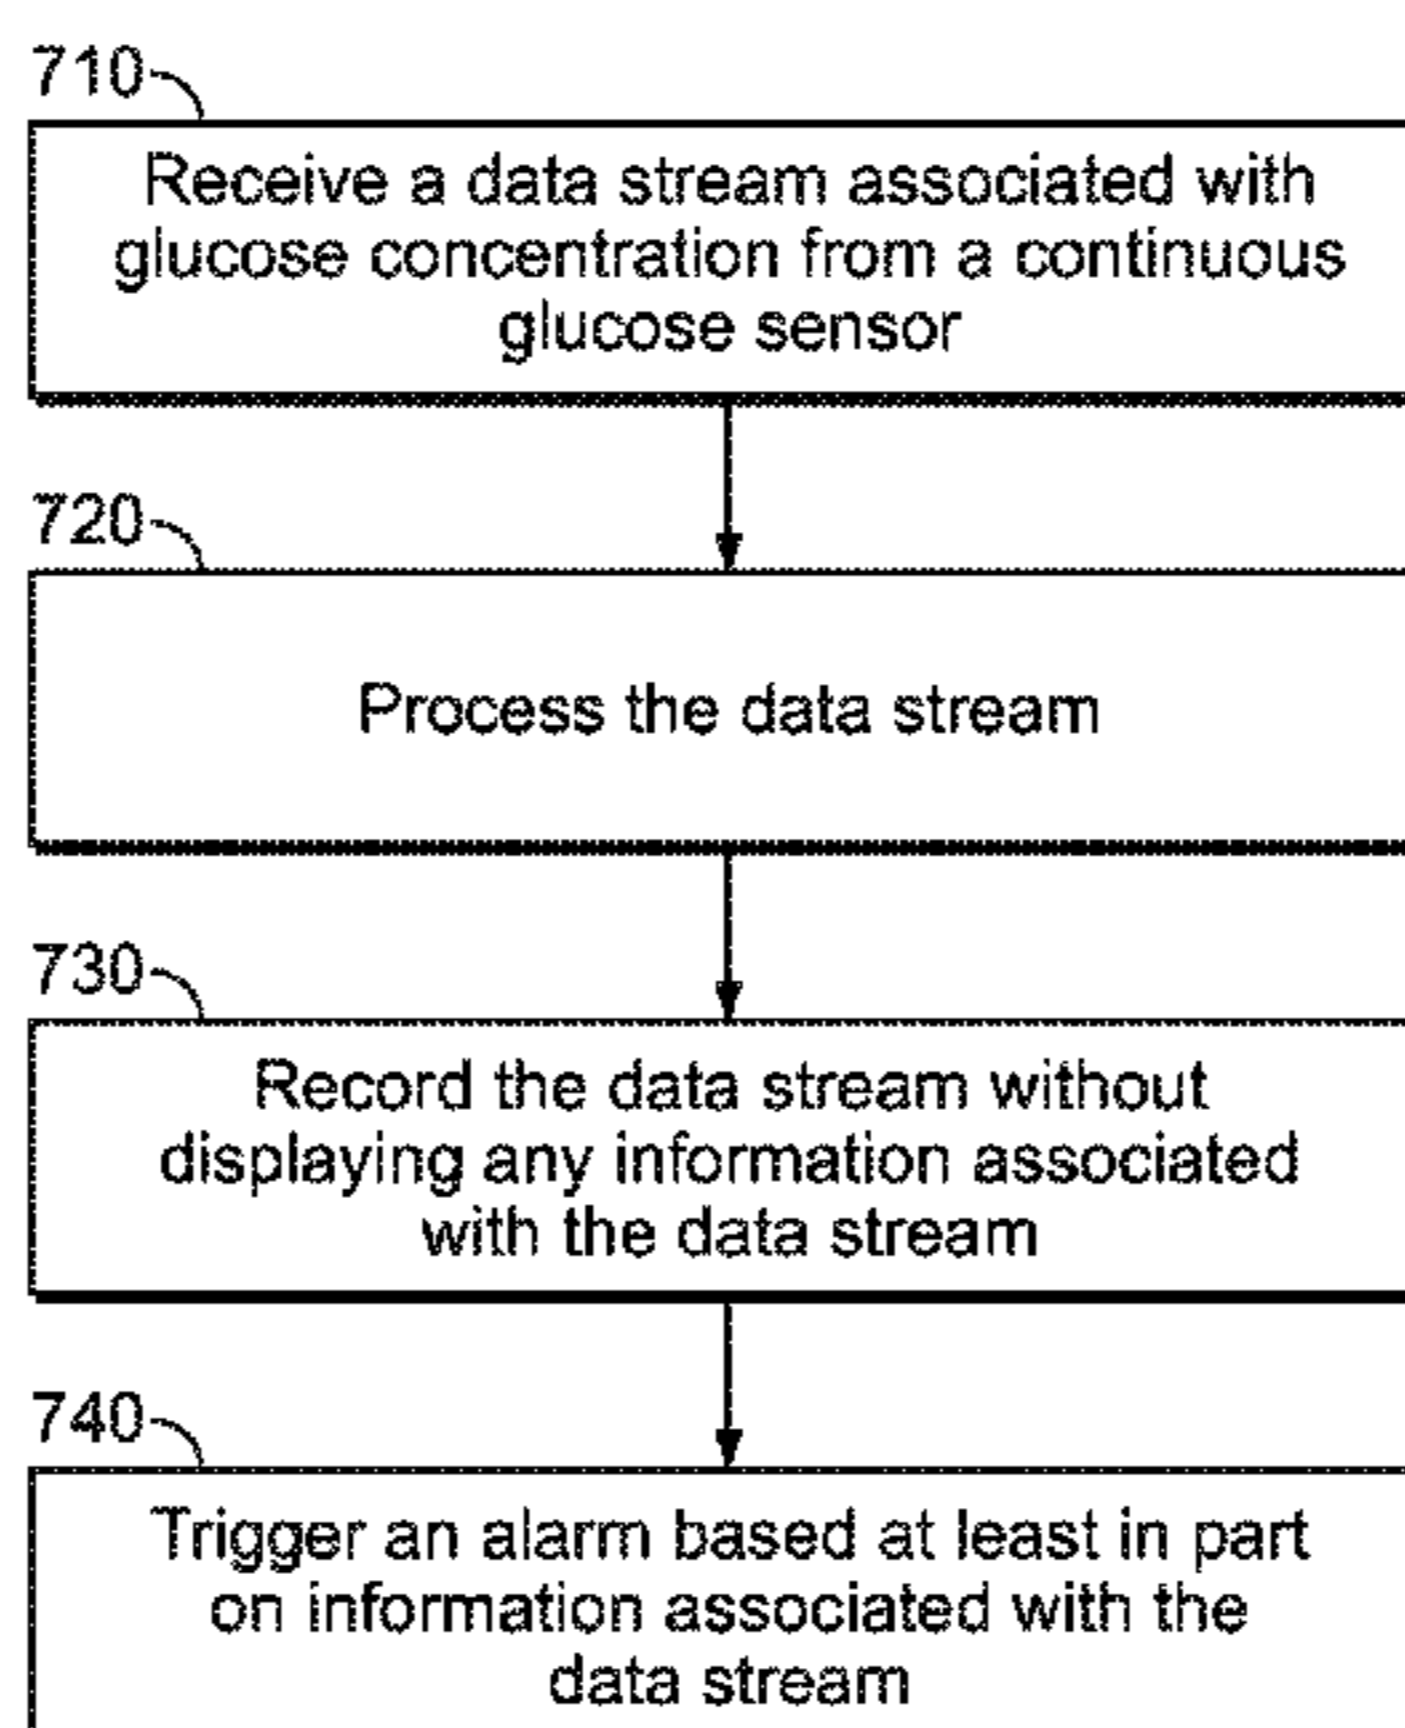 710
Receive a data stream associated with
glucose concentration from a continuous
glucose sensor
720
Process the data stream
730
Record the data stream without
displaying any information associated
with the data stream
740
Trigger an alarm based at least in part
on information associated with the
data stream